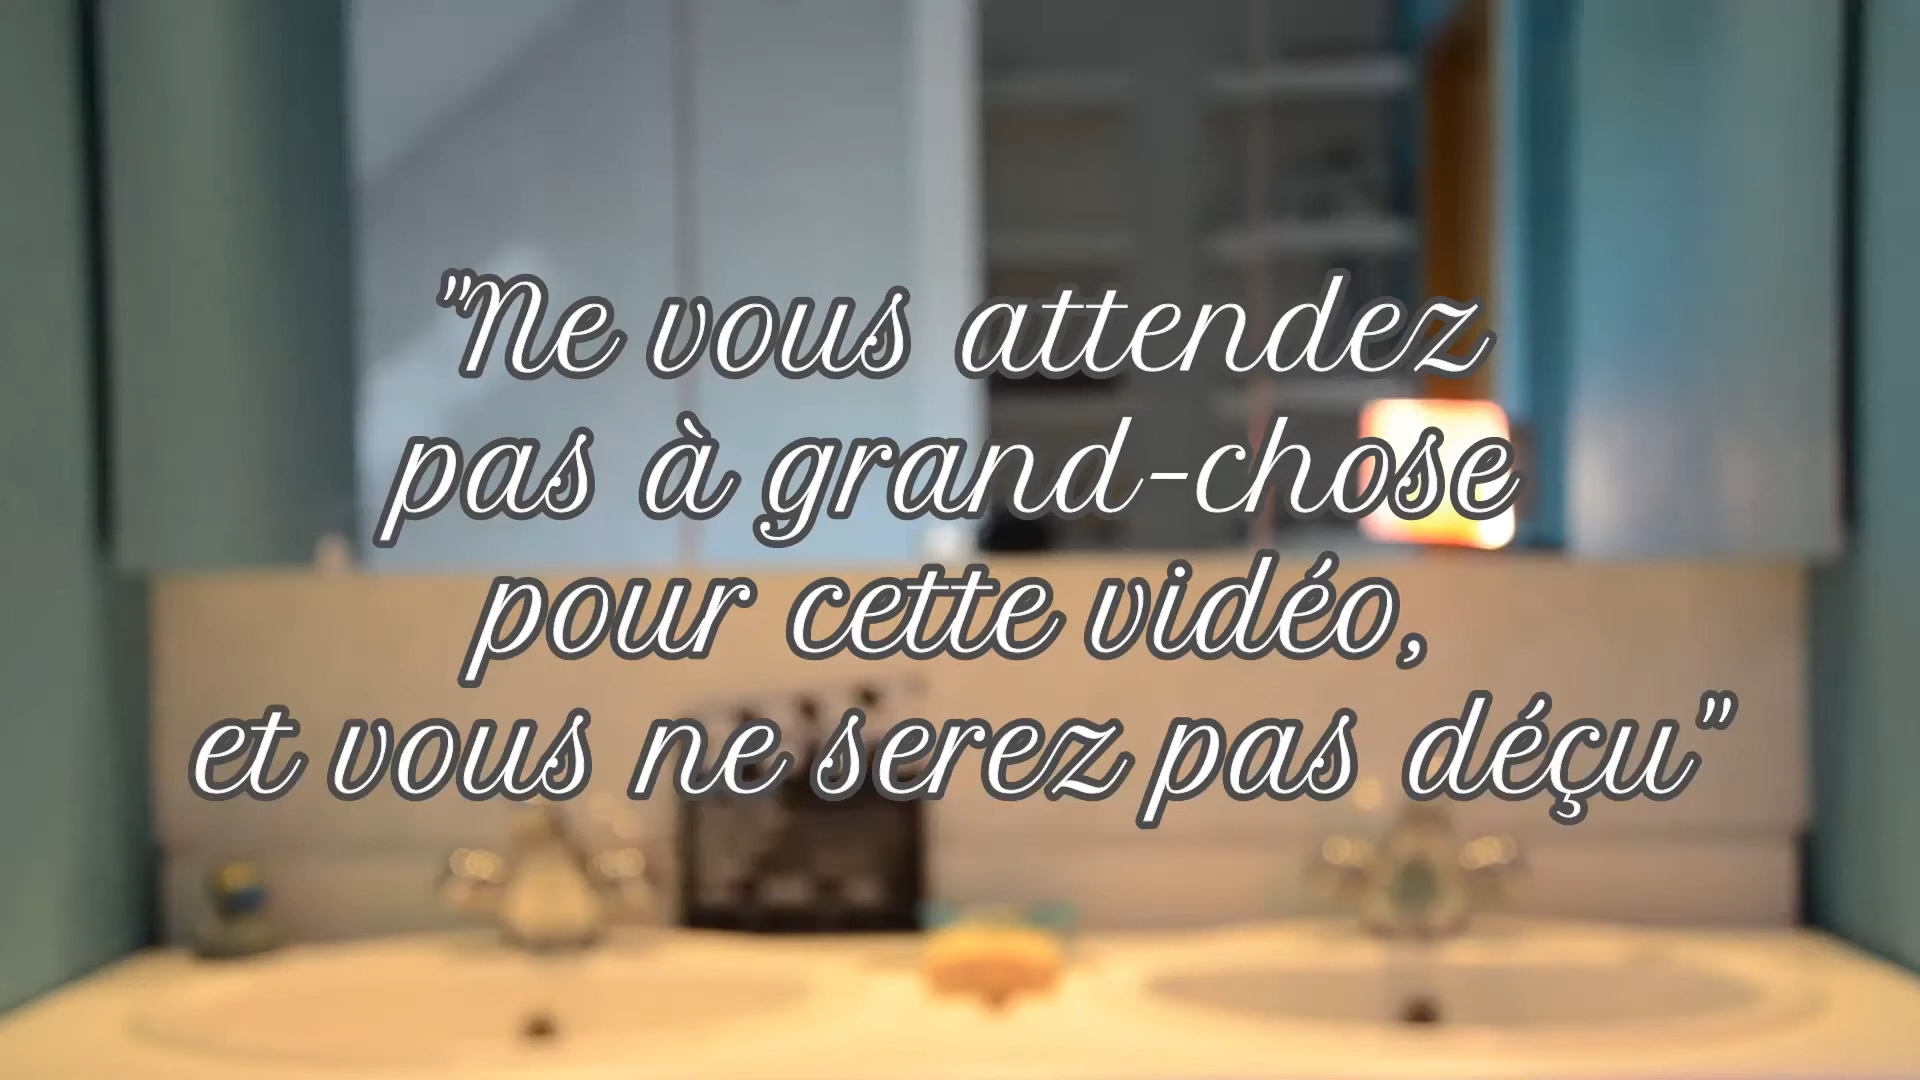 "Ne vous attendez
pas à grand-chose
pour cette vidéo,
et vous ne serez pas déçu"